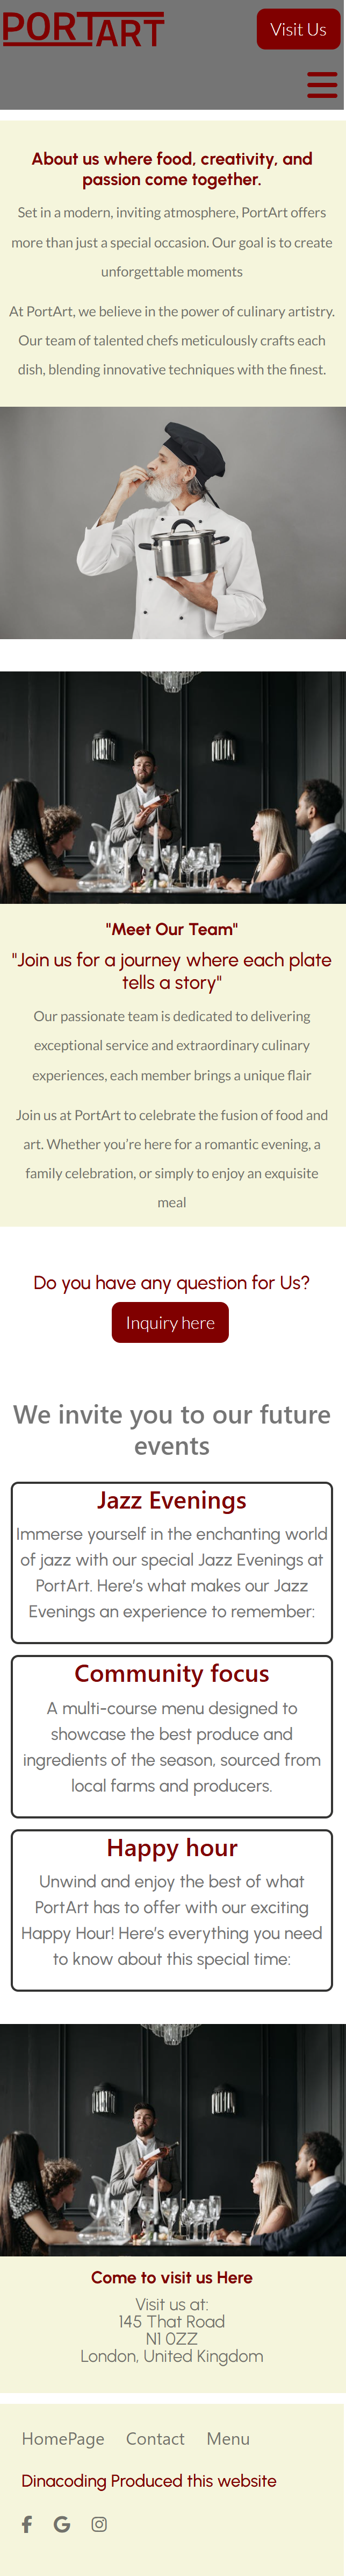 PORTART
Visit Us
About us where food, creativity, and
passion come together.
Set in a modern, inviting atmosphere, PortArt offers
more than just a special occasion. Our goal is to create
unforgettable moments
At PortArt, we believe in the power of culinary artistry.
Our team of talented chefs meticulously crafts each
dish, blending innovative techniques with the finest.
"Meet Our Team"
"Join us for a journey where each plate
tells a story"
Our passionate team is dedicated to delivering
exceptional service and extraordinary culinary
experiences, each member brings a unique flair
Join us at PortArt to celebrate the fusion of food and
art. Whether you're here for a romantic evening, a
family celebration, or simply to enjoy an exquisite
meal
Do you have any question for Us?
Inquiry here
We invite you to our future
events
Jazz Evenings
Immerse yourself in the enchanting world
of jazz with our special Jazz Evenings at
PortArt. Here's what makes our Jazz
Evenings an experience to remember:
Community focus
A multi-course menu designed to
showcase the best produce and
ingredients of the season, sourced from
local farms and producers.
Happy hour
Unwind and enjoy the best of what
PortArt has to offer with our exciting
Happy Hour! Here's everything you need
to know about this special time:
Come to visit us Here
Visit us at:
145 That Road
N1 0ZZ
London, United Kingdom
HomePage Contact Menu
Dinacoding Produced this website